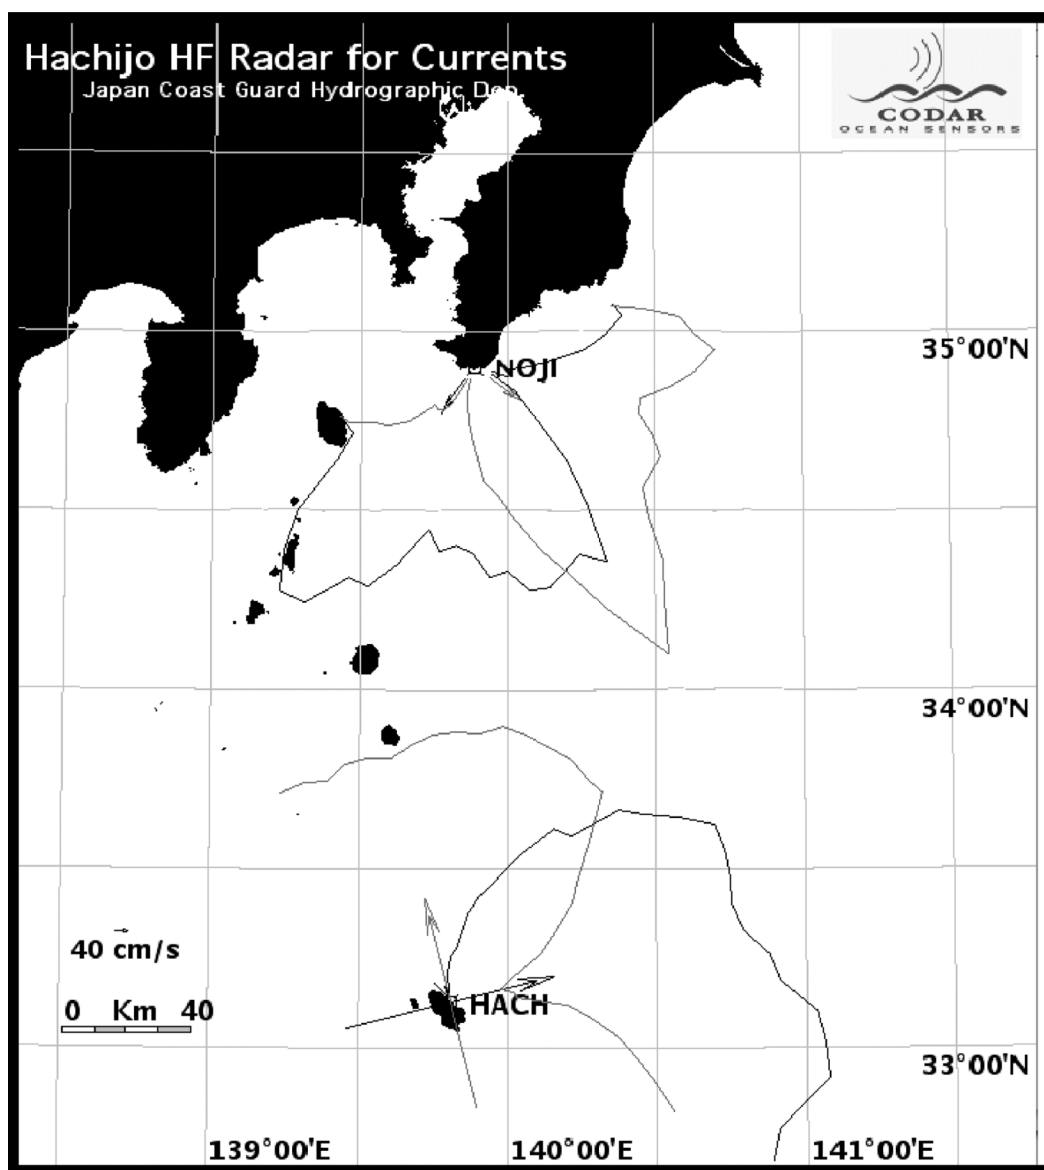 Hachijo HF Radar for Currents
Japan Coast Guard Hydrographic Dep.
CODAR
OCEAN SENSORS
35°00'N
NOJI
34°00'N
40 cm/s
0 Km 40
HACH
33°00'N
139°00'E 140°00'E 141°00'E